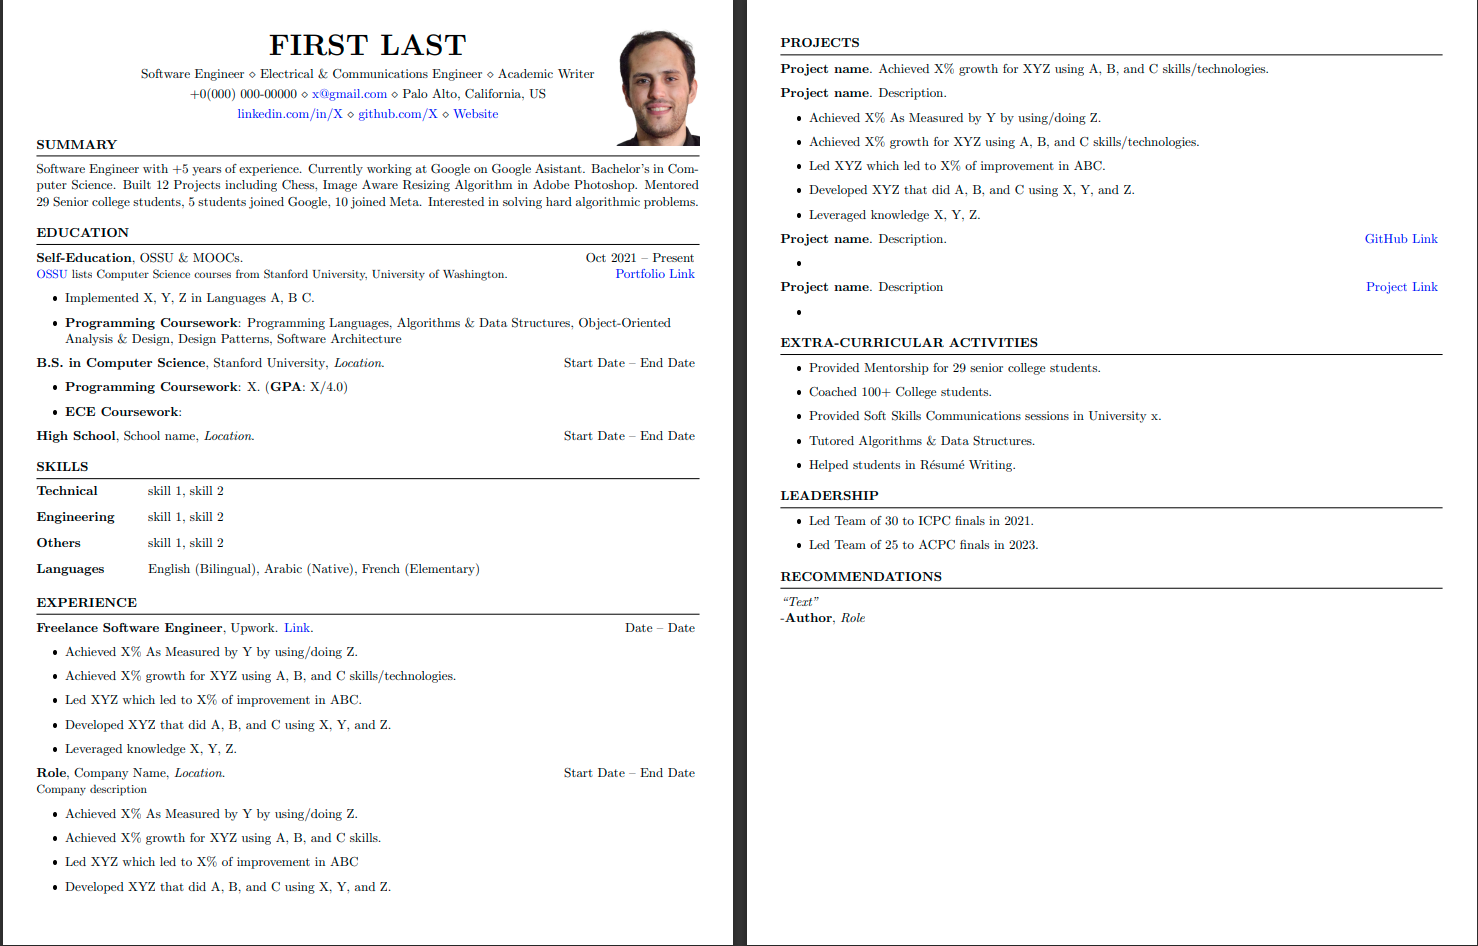 FIRST LAST
Software Engineer ⋄ Electrical & Communications Engineer ⋄ Academic Writer
+0(000) 000-00000 ⋄ x@gmail.com ⋄ Palo Alto, California, US
linkedin.com/in/X ⋄ github.com/X ⋄ Website
SUMMARY
Software Engineer with +5 years of experience. Currently working at Google on Google Asistant. Bachelor's in Com-
puter Science. Built 12 Projects including Chess, Image Aware Resizing Algorithm in Adobe Photoshop. Mentored
29 Senior college students, 5 students joined Google, 10 joined Meta. Interested in solving hard algorithmic problems.
EDUCATION
Self-Education, OSSU & MOOCs. Oct 2021 – Present
OSSU lists Computer Science courses from Stanford University, University of Washington. Portfolio Link
• Implemented X, Y, Z in Languages A, B C.
• Programming Coursework: Programming Languages, Algorithms & Data Structures, Object-Oriented
Analysis & Design, Design Patterns, Software Architecture
B.S. in Computer Science, Stanford University, Location. Start Date – End Date
• Programming Coursework: X. (GPA: X/4.0)
• ECE Coursework:
High School, School name, Location. Start Date – End Date
SKILLS
Technical skill 1, skill 2
Engineering skill 1, skill 2
Others skill 1, skill 2
Languages English (Bilingual), Arabic (Native), French (Elementary)
EXPERIENCE
Freelance Software Engineer, Upwork. Link. Date – Date
• Achieved X% As Measured by Y by using/doing Z.
• Achieved X% growth for XYZ using A, B, and C skills/technologies.
• Led XYZ which led to X% of improvement in ABC.
• Developed XYZ that did A, B, and C using X, Y, and Z.
• Leveraged knowledge X, Y, Z.
Role, Company Name, Location. Start Date – End Date
Company description
• Achieved X% As Measured by Y by using/doing Z.
• Achieved X% growth for XYZ using A, B, and C skills.
• Led XYZ which led to X% of improvement in ABC
• Developed XYZ that did A, B, and C using X, Y, and Z.
PROJECTS
Project name. Achieved X% growth for XYZ using A, B, and C skills/technologies.
Project name. Description.
• Achieved X% As Measured by Y by using/doing Z.
• Achieved X% growth for XYZ using A, B, and C skills/technologies.
• Led XYZ which led to X% of improvement in ABC.
• Developed XYZ that did A, B, and C using X, Y, and Z.
• Leveraged knowledge X, Y, Z.
Project name. Description. GitHub Link
•
Project name. Description Project Link
•
EXTRA-CURRICULAR ACTIVITIES
• Provided Mentorship for 29 senior college students.
• Coached 100+ College students.
• Provided Soft Skills Communications sessions in University x.
• Tutored Algorithms & Data Structures.
• Helped students in Résumé Writing.
LEADERSHIP
• Led Team of 30 to ICPC finals in 2021.
• Led Team of 25 to ACPC finals in 2023.
RECOMMENDATIONS
“Text”
-Author, Role